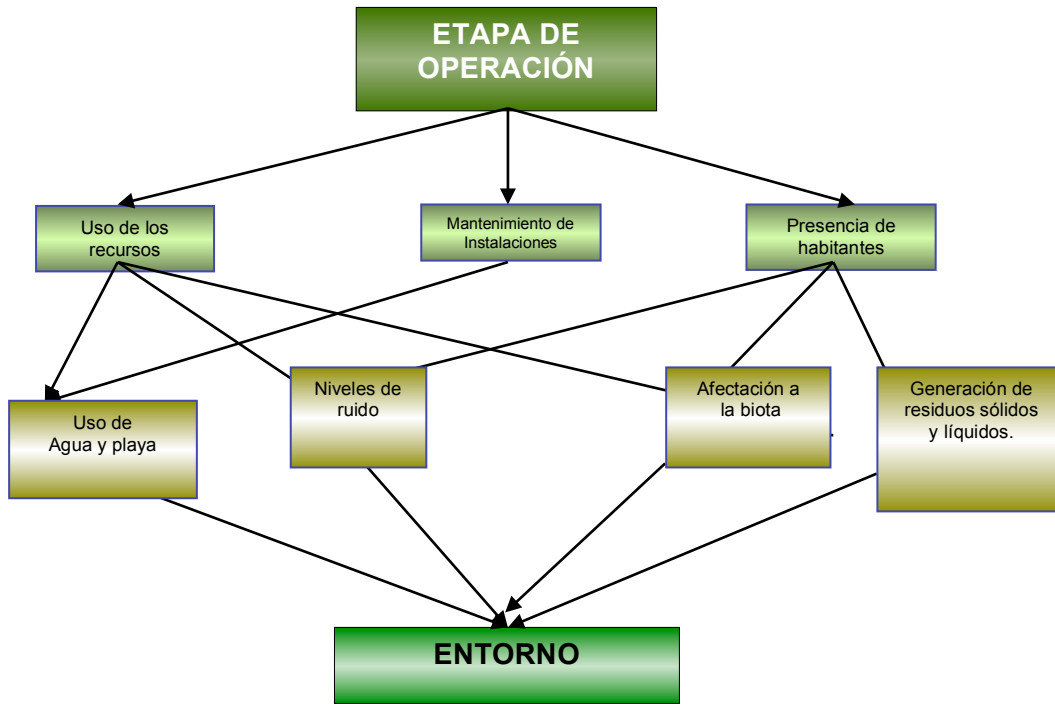 ETAPA DE
OPERACIÓN
Uso de los
recursos
Mantenimiento de
Instalaciones
Presencia de
habitantes
Uso de
Agua y playa
Niveles de
ruido
Afectación a
la biota
Generación de
residuos sólidos
y líquidos.
ENTORNO